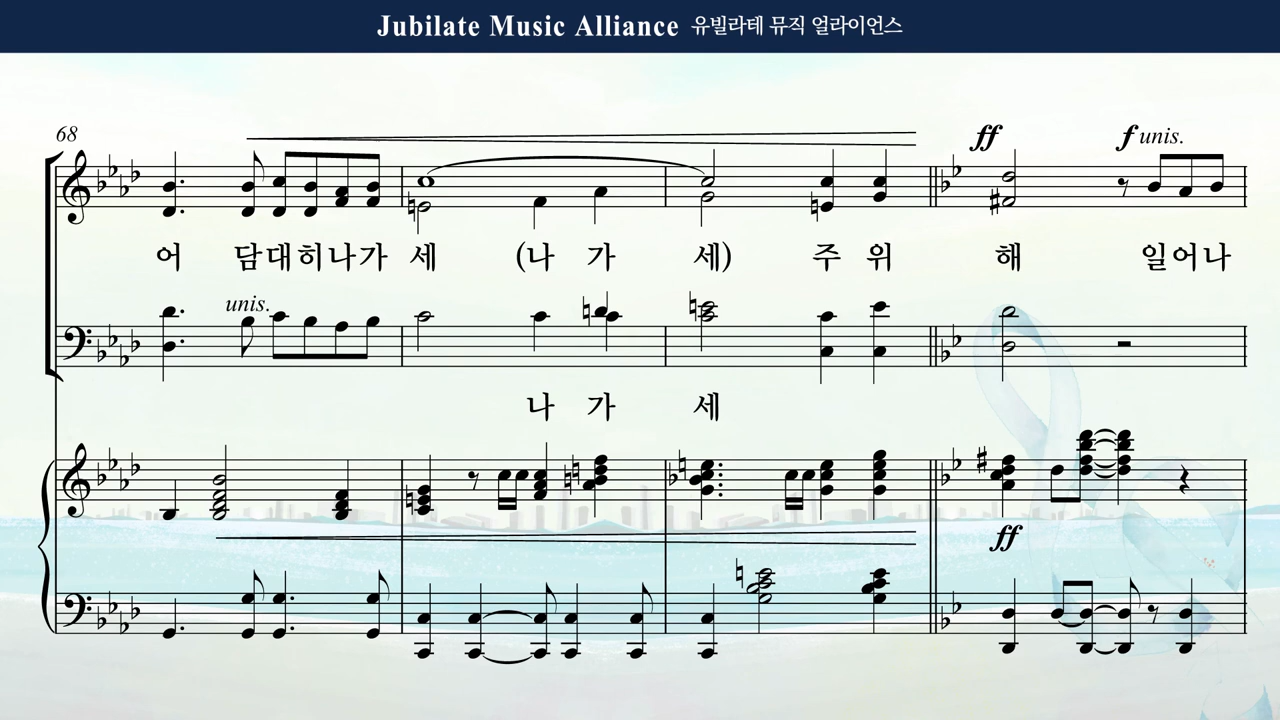 Jubilate Music Alliance 유빌라테 뮤직 얼라이언스
68
ff f unis.
어 담대히나가 세 (나 가 세) 주 위 해 일어나
unis.
나 가 세
ff